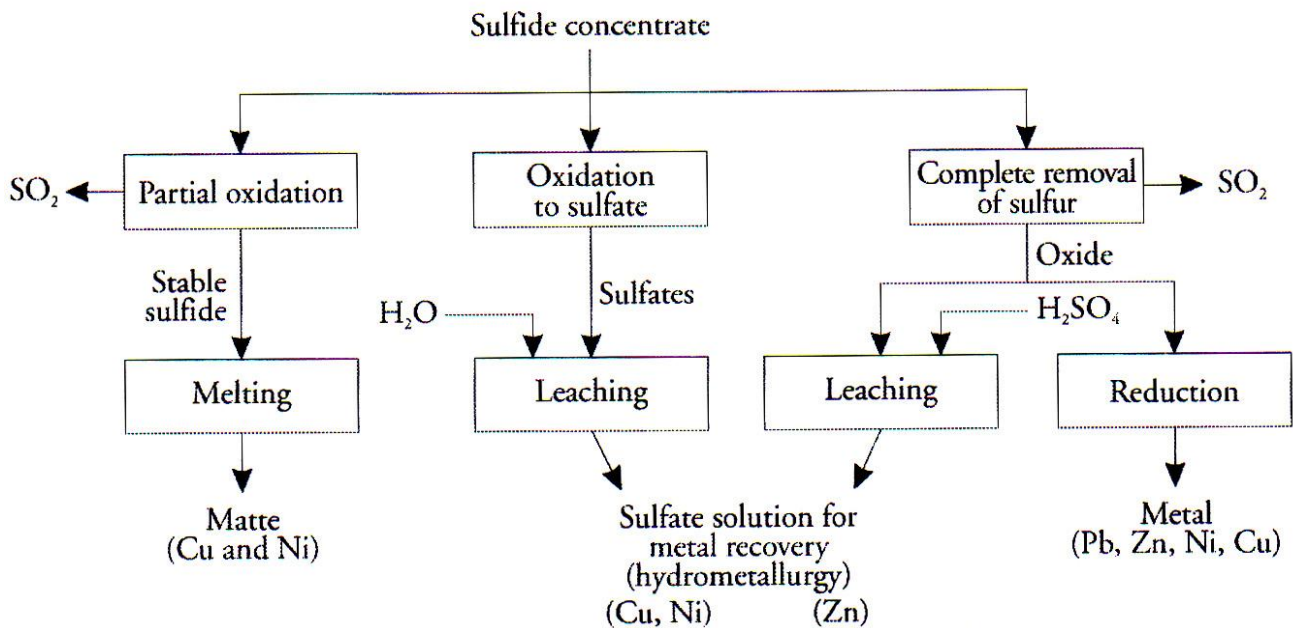 Sulfide concentrate
SO₂
Partial oxidation
Oxidation
to sulfate
Complete removal
of sulfur
SO₂
Stable
sulfide
Sulfates
Oxide
H₂O
H₂SO₄
Melting
Leaching
Leaching
Reduction
Matte
(Cu and Ni)
Sulfate solution for
metal recovery
(hydrometallurgy)
(Cu, Ni)
(Zn)
Metal
(Pb, Zn, Ni, Cu)